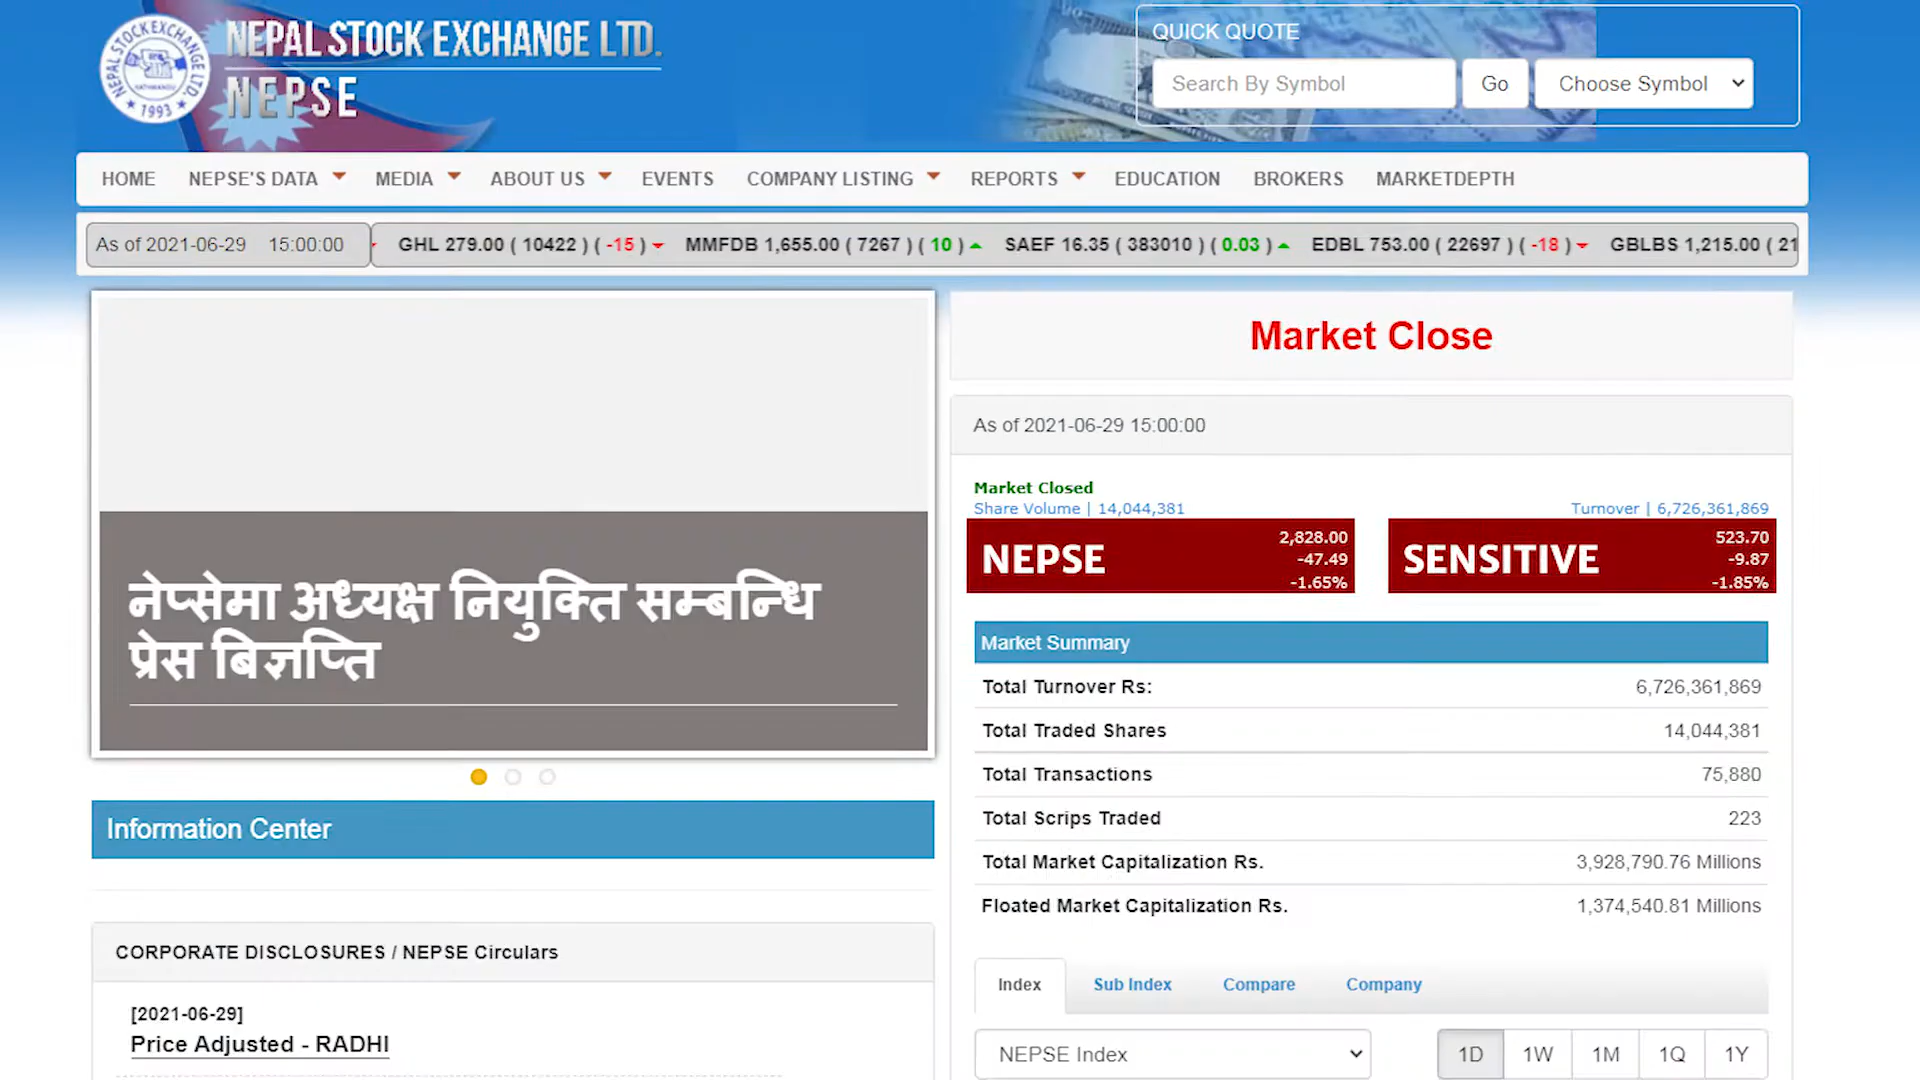 NEPAL STOCK EXCHANGE LTD.
NEPSE
NEPAL STOCK EXCHANGE LTD.
KATHMANDU
1993
QUICK QUOTE
Search By Symbol
Go
Choose Symbol
HOME NEPSE'S DATA MEDIA ABOUT US EVENTS COMPANY LISTING REPORTS EDUCATION BROKERS MARKETDEPTH
As of 2021-06-29 15:00:00 GHL 279.00 ( 10422 ) ( -15 ) MMFDB 1,655.00 ( 7267 ) ( 10 ) SAEF 16.35 ( 383010 ) ( 0.03 ) EDBL 753.00 ( 22697 ) ( -18 ) GBLBS 1,215.00 ( 21
नेप्सेमा अध्यक्ष नियुक्ति सम्बन्धि
प्रेस बिज्ञप्ति
Information Center
CORPORATE DISCLOSURES / NEPSE Circulars
[2021-06-29]
Price Adjusted - RADHI
Market Close
As of 2021-06-29 15:00:00
Market Closed
Share Volume | 14,044,381
Turnover | 6,726,361,869
NEPSE
2,828.00
-47.49
-1.65%
SENSITIVE
523.70
-9.87
-1.85%
Market Summary
Total Turnover Rs: 6,726,361,869
Total Traded Shares 14,044,381
Total Transactions 75,880
Total Scrips Traded 223
Total Market Capitalization Rs. 3,928,790.76 Millions
Floated Market Capitalization Rs. 1,374,540.81 Millions
Index Sub Index Compare Company
NEPSE Index 1D 1W 1M 1Q 1Y